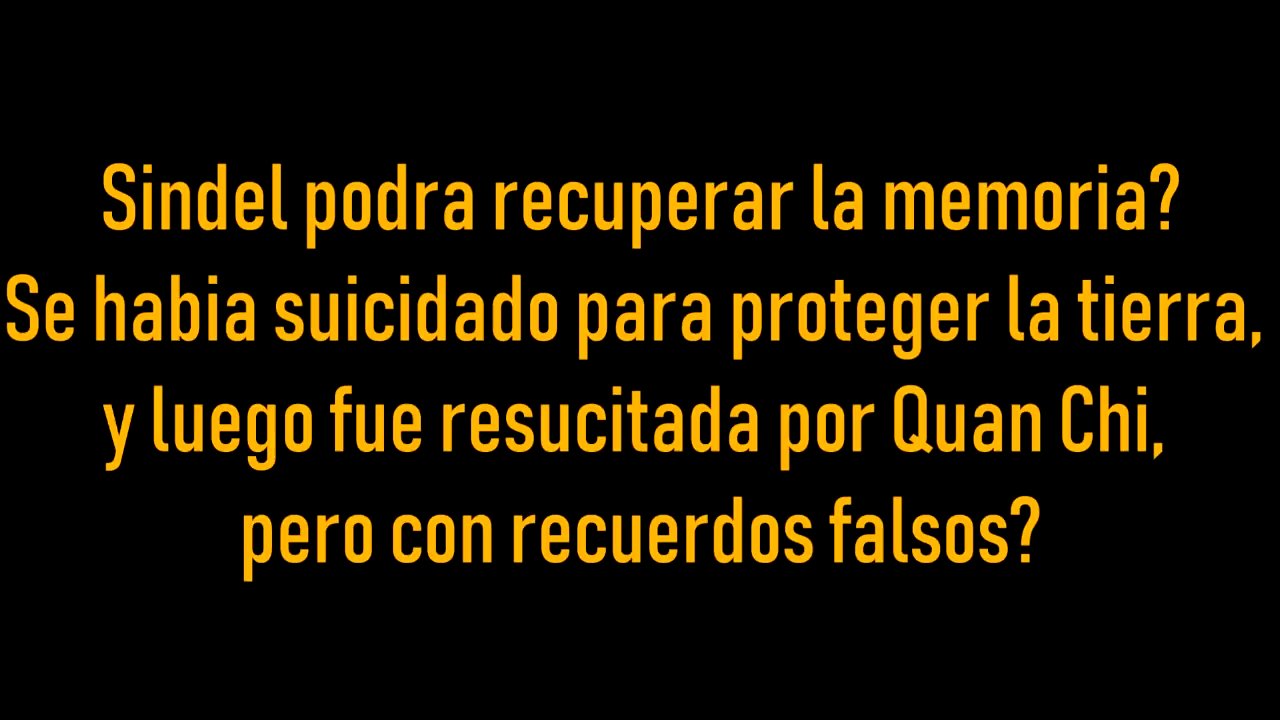 Sindel podra recuperar la memoria?
Se habia suicidado para proteger la tierra,
y luego fue resucitada por Quan Chi,
pero con recuerdos falsos?